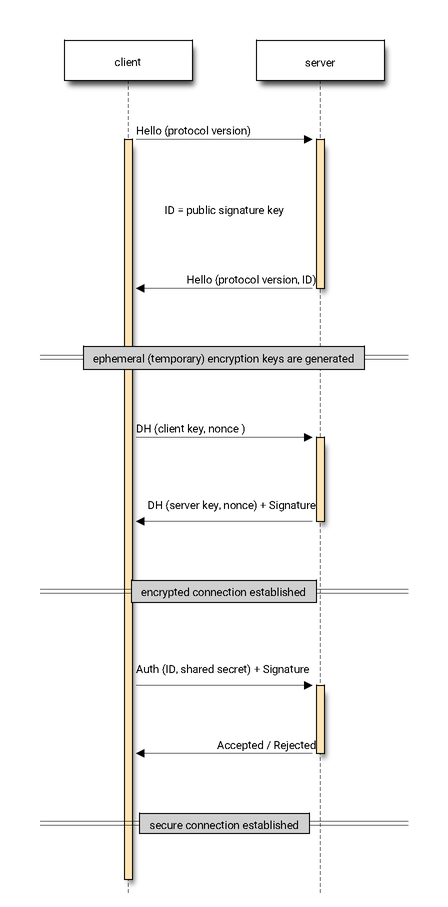 client
server
Hello (protocol version)
ID = public signature key
Hello (protocol version, ID)
ephemeral (temporary) encryption keys are generated
DH (client key, nonce )
DH (server key, nonce) + Signature
encrypted connection established
Auth (ID, shared secret) + Signature
Accepted / Rejected
secure connection established